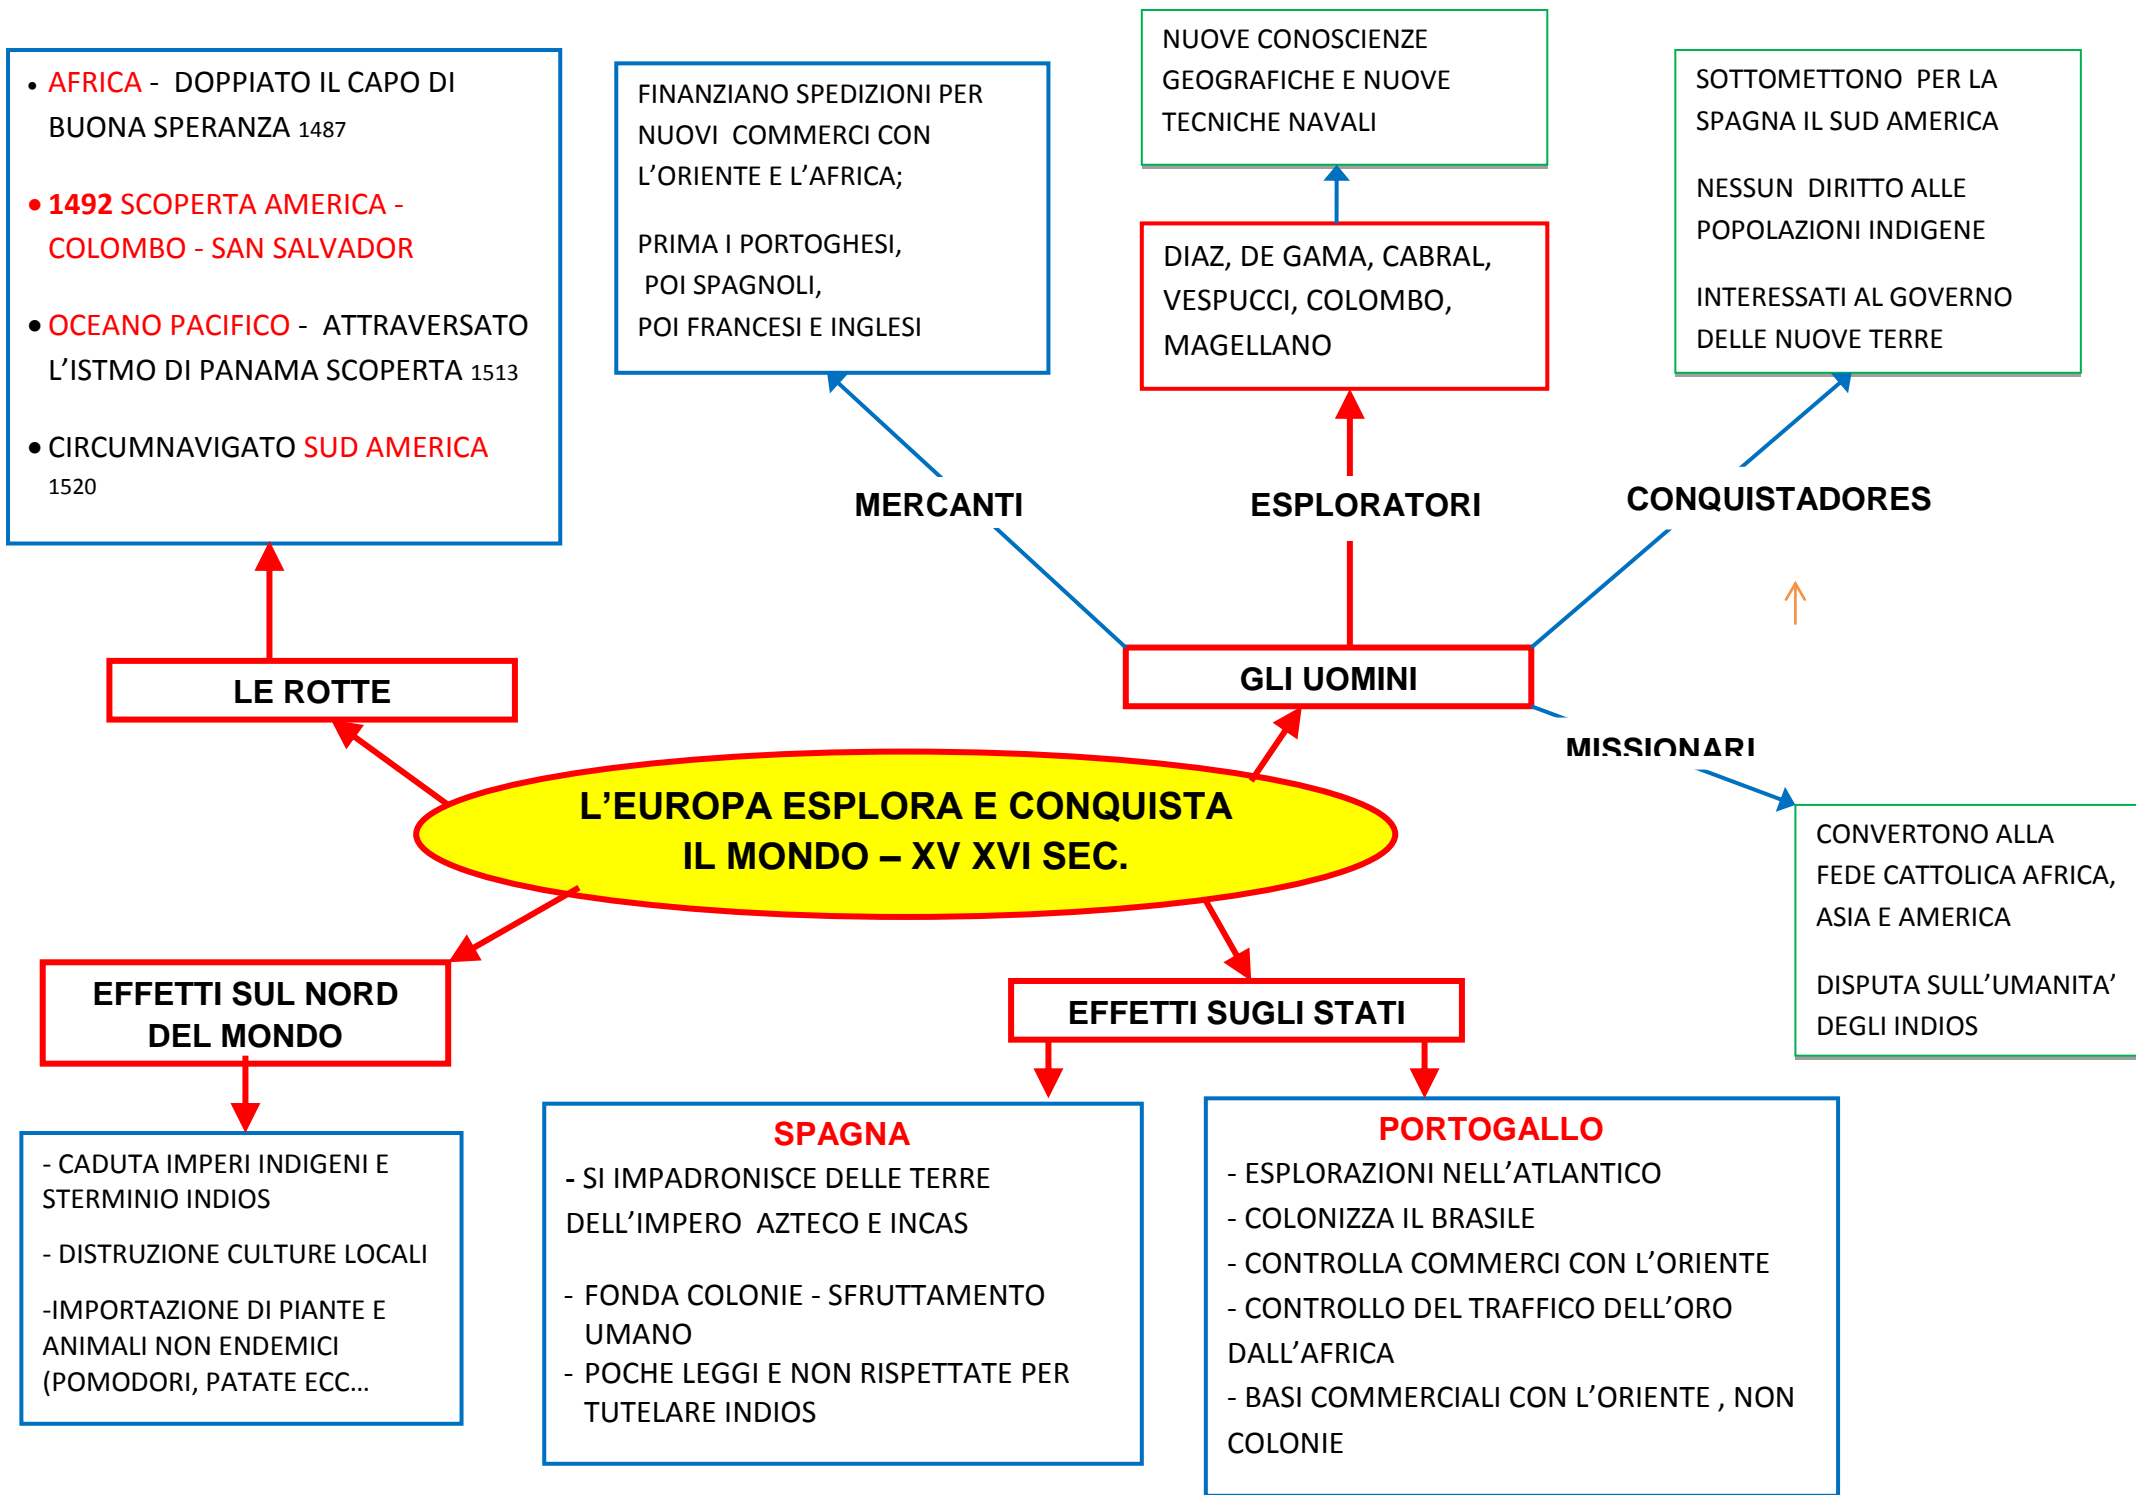 • AFRICA - DOPPIATO IL CAPO DI
BUONA SPERANZA 1487
• 1492 SCOPERTA AMERICA -
COLOMBO - SAN SALVADOR
• OCEANO PACIFICO - ATTRAVERSATO
L’ISTMO DI PANAMA SCOPERTA 1513
• CIRCUMNAVIGATO SUD AMERICA
1520
FINANZIANO SPEDIZIONI PER
NUOVI COMMERCI CON
L’ORIENTE E L’AFRICA;
PRIMA I PORTOGHESI,
POI SPAGNOLI,
POI FRANCESI E INGLESI
NUOVE CONOSCIENZE
GEOGRAFICHE E NUOVE
TECNICHE NAVALI
DIAZ, DE GAMA, CABRAL,
VESPUCCI, COLOMBO,
MAGELLANO
SOTTOMETTONO PER LA
SPAGNA IL SUD AMERICA
NESSUN DIRITTO ALLE
POPOLAZIONI INDIGENE
INTERESSATI AL GOVERNO
DELLE NUOVE TERRE
MERCANTI
ESPLORATORI
CONQUISTADORES
LE ROTTE
GLI UOMINI
MISSIONARI
L’EUROPA ESPLORA E CONQUISTA
IL MONDO – XV XVI SEC.
CONVERTONO ALLA
FEDE CATTOLICA AFRICA,
ASIA E AMERICA
DISPUTA SULL’UMANITA’
DEGLI INDIOS
EFFETTI SUL NORD
DEL MONDO
EFFETTI SUGLI STATI
- CADUTA IMPERI INDIGENI E
STERMINIO INDIOS
- DISTRUZIONE CULTURE LOCALI
-IMPORTAZIONE DI PIANTE E
ANIMALI NON ENDEMICI
(POMODORI, PATATE ECC...
SPAGNA
- SI IMPADRONISCE DELLE TERRE
DELL’IMPERO AZTECO E INCAS
- FONDA COLONIE - SFRUTTAMENTO
UMANO
- POCHE LEGGI E NON RISPETTATE PER
TUTELARE INDIOS
PORTOGALLO
- ESPLORAZIONI NELL’ATLANTICO
- COLONIZZA IL BRASILE
- CONTROLLA COMMERCI CON L’ORIENTE
- CONTROLLO DEL TRAFFICO DELL’ORO
DALL’AFRICA
- BASI COMMERCIALI CON L’ORIENTE , NON
COLONIE